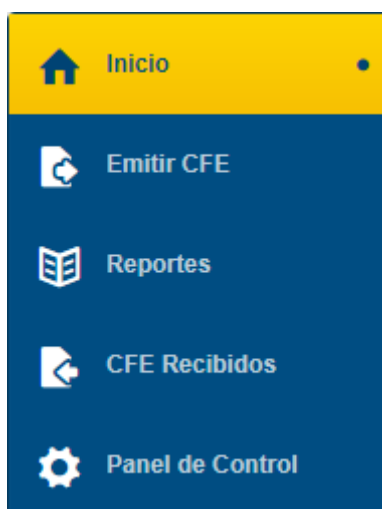 Inicio
Emitir CFE
Reportes
CFE Recibidos
Panel de Control